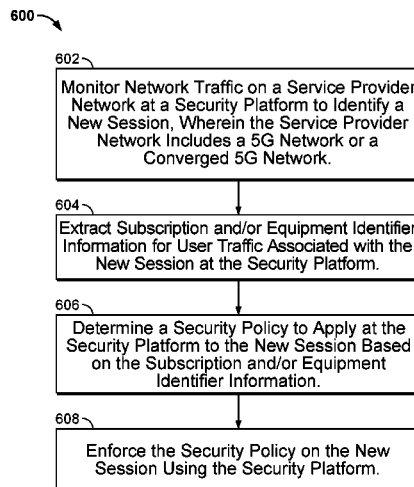 600
602
Monitor Network Traffic on a Service Provider
Network at a Security Platform to Identify a
New Session, Wherein the Service Provider
Network Includes a 5G Network or a
Converged 5G Network.
604
Extract Subscription and/or Equipment Identifier
Information for User Traffic Associated with the
New Session at the Security Platform.
606
Determine a Security Policy to Apply at the
Security Platform to the New Session Based
on the Subscription and/or Equipment
Identifier Information.
608
Enforce the Security Policy on the New
Session Using the Security Platform.